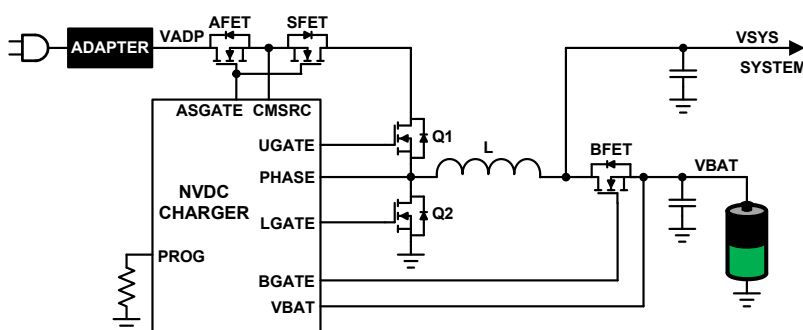 AFET
SFET
VADP
ADAPTER
VSYS
SYSTEM
ASGATE
CMSRC
UGATE
Q1
L
BFET
PHASE
VBAT
NVDC
CHARGER
LGATE
Q2
PROG
BGATE
VBAT